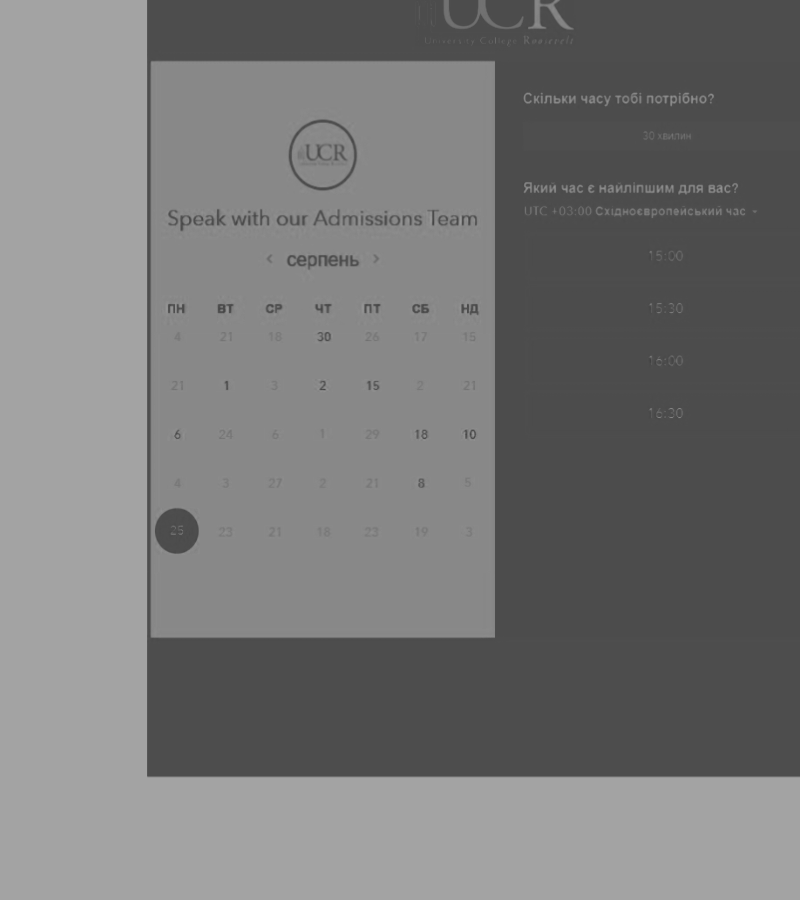 UCR
University College Roosevelt
UCR
Speak with our Admissions Team
‹ серпень ›
ПН ВТ СР ЧТ ПТ СБ НД
4 21 18 30 26 17 15
21 1 3 2 15 2 21
6 24 6 1 29 18 10
4 3 27 2 21 8 5
25 23 21 18 23 19 3
Скільки часу тобі потрібно?
30 хвилин
Який час є найліпшим для вас?
UTC +03:00 Східноєвропейський час
15:00
15:30
16:00
16:30